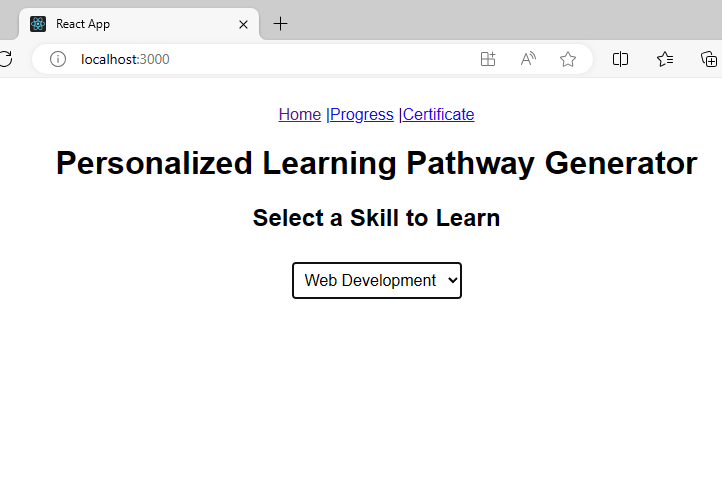 React App
localhost:3000
Home |Progress |Certificate
Personalized Learning Pathway Generator
Select a Skill to Learn
Web Development